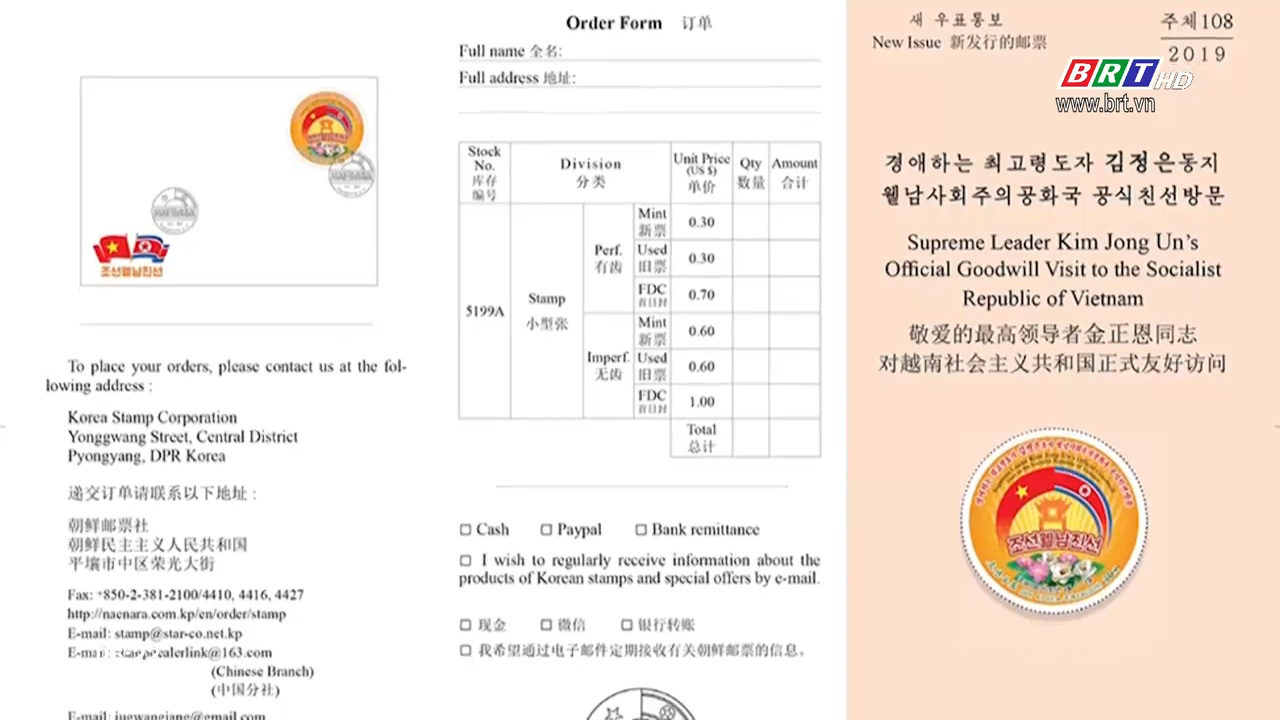 조선웰남친선
To place your orders, please contact us at the fol-
lowing address :
Korea Stamp Corporation
Yonggwang Street, Central District
Pyongyang, DPR Korea
递交订单请联系以下地址 :
朝鲜邮票社
朝鲜民主主义人民共和国
平壤市中区荣光大街
Fax: +850-2-381-2100/4410, 4416, 4427
http://naenara.com.kp/en/order/stamp
E-mail: stamp@star-co.net.kp
@163.com
(Chinese Branch)
(中国分社)
E-mail: jugwangjang@gmail.com
Order Form 订单
Full name 全名:
Full address 地址:
Stock No. 库存编号 Division 分类 Unit Price (US $) 单价 Qty 数量 Amount 合计
5199A Stamp 小型张 Perf. 有齿 Mint 新票 0.30
Used 旧票 0.30
FDC 首日封 0.70
Imperf. 无齿 Mint 新票 0.60
Used 旧票 0.60
FDC 首日封 1.00
Total 总计
Cash Paypal Bank remittance
I wish to regularly receive information about the
products of Korean stamps and special offers by e-mail.
现金 微信 银行转账
我希望通过电子邮件定期接收有关朝鲜邮票的信息。
새 우표통보
New Issue 新发行的邮票
주체108
2019
BRT HD
www.brt.vn
경애하는 최고령도자 김정은동지
웰남사회주의공화국 공식친선방문
Supreme Leader Kim Jong Un's
Official Goodwill Visit to the Socialist
Republic of Vietnam
敬爱的最高领导者金正恩同志
对越南社会主义共和国正式友好访问
조선웰남친선